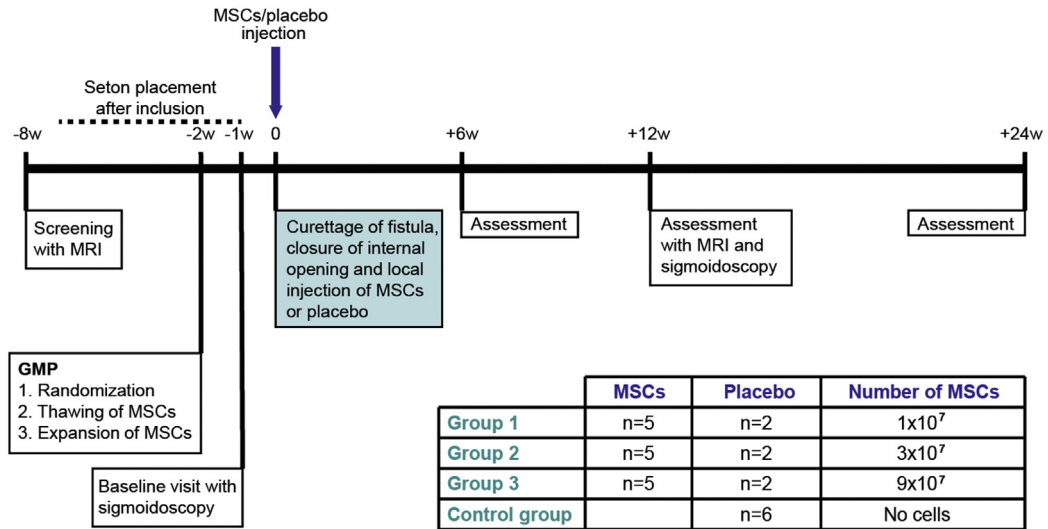 MSCs/placebo
injection
Seton placement
after inclusion
-8w -2w -1w 0 +6w +12w +24w
Screening
with MRI
Curettage of fistula,
closure of internal
opening and local
injection of MSCs
or placebo
Assessment
Assessment
with MRI and
sigmoidoscopy
Assessment
GMP
1. Randomization
2. Thawing of MSCs
3. Expansion of MSCs
Baseline visit with
sigmoidoscopy
MSCs Placebo Number of MSCs
Group 1 n=5 n=2 1x10⁷
Group 2 n=5 n=2 3x10⁷
Group 3 n=5 n=2 9x10⁷
Control group n=6 No cells